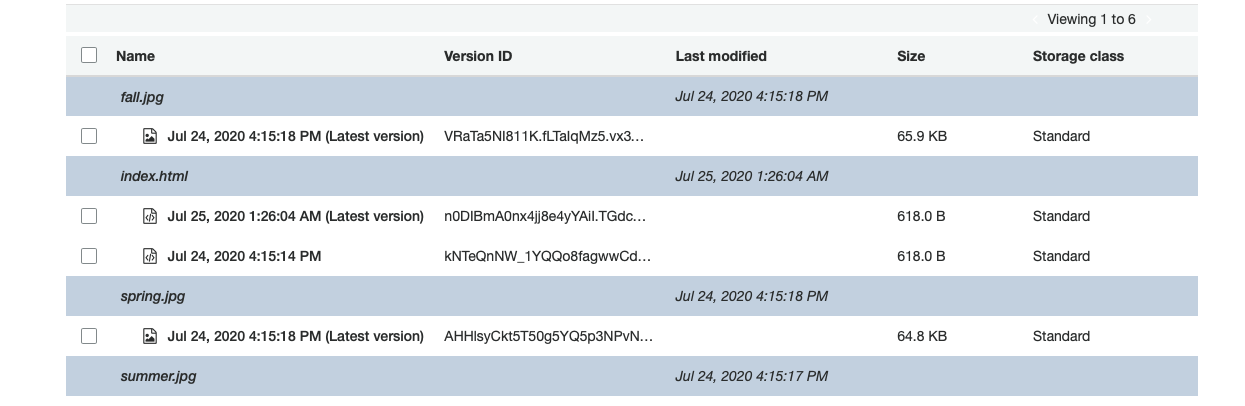 Viewing 1 to 6
Name Version ID Last modified Size Storage class
fall.jpg Jul 24, 2020 4:15:18 PM
Jul 24, 2020 4:15:18 PM (Latest version) VRaTa5NI811K.fLTaIqMz5.vx3... 65.9 KB Standard
index.html Jul 25, 2020 1:26:04 AM
Jul 25, 2020 1:26:04 AM (Latest version) n0DIBmA0nx4jj8e4yYAiI.TGdc... 618.0 B Standard
Jul 24, 2020 4:15:14 PM kNTeQnNW_1YQQo8fagwwCd... 618.0 B Standard
spring.jpg Jul 24, 2020 4:15:18 PM
Jul 24, 2020 4:15:18 PM (Latest version) AHHlsyCkt5T50g5YQ5p3NPvN... 64.8 KB Standard
summer.jpg Jul 24, 2020 4:15:17 PM